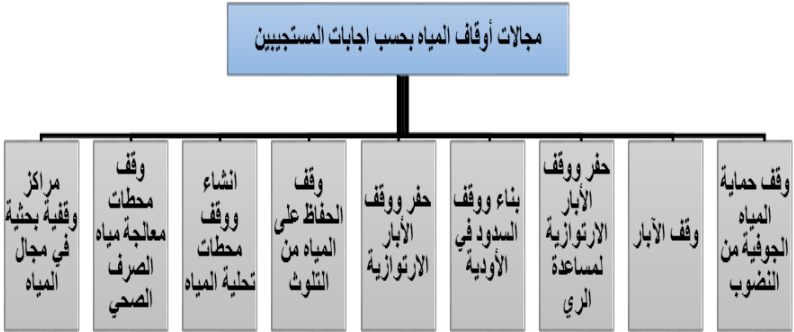 مجالات أوقاف المياه بحسب اجابات المستجيبين
وقف حماية
المياه
الجوفية من
النضوب
وقف الآبار
حفر ووقف
الأبار
الارتوازية
لمساعدة
الري
بناء ووقف
السدود في
الأودية
حفر ووقف
الأبار
الارتوازية
وقف
الحفاظ على
المياه من
التلوث
انشاء
ووقف
محطات
تحلية المياه
وقف
محطات
معالجة مياه
الصرف
الصحي
مراكز
وقفية بحثية
في مجال
المياه